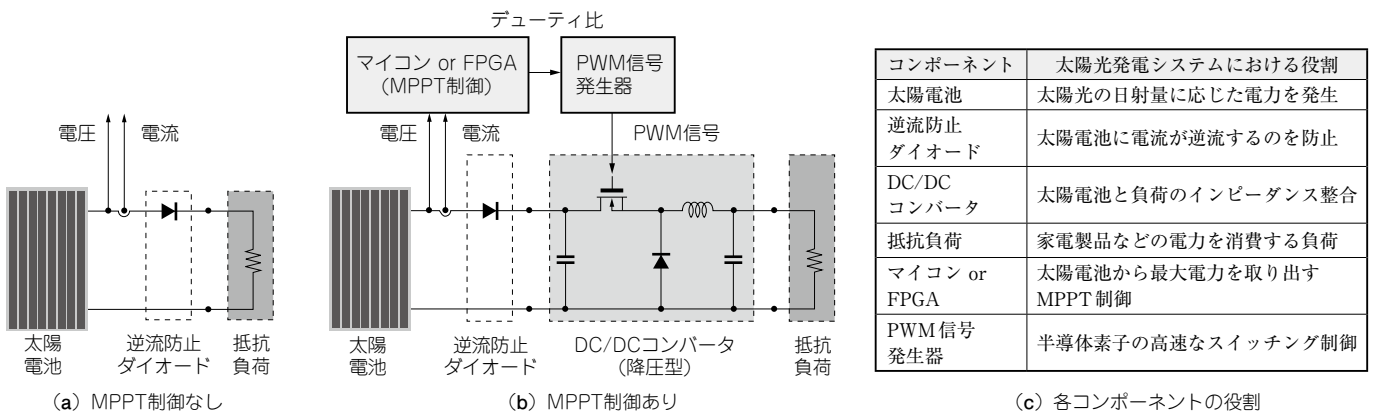 電圧
電流
太陽
電池
逆流防止
ダイオード
抵抗
負荷
(a) MPPT制御なし
デューティ比
マイコン or FPGA
(MPPT制御)
PWM信号
発生器
電圧
電流
PWM信号
太陽
電池
逆流防止
ダイオード
DC/DCコンバータ
(降圧型)
抵抗
負荷
(b) MPPT制御あり
コンポーネント 太陽光発電システムにおける役割
太陽電池 太陽光の日射量に応じた電力を発生
逆流防止
ダイオード
太陽電池に電流が逆流するのを防止
DC/DC
コンバータ
太陽電池と負荷のインピーダンス整合
抵抗負荷 家電製品などの電力を消費する負荷
マイコン or
FPGA
太陽電池から最大電力を取り出す
MPPT制御
PWM信号
発生器
半導体素子の高速なスイッチング制御
(c) 各コンポーネントの役割